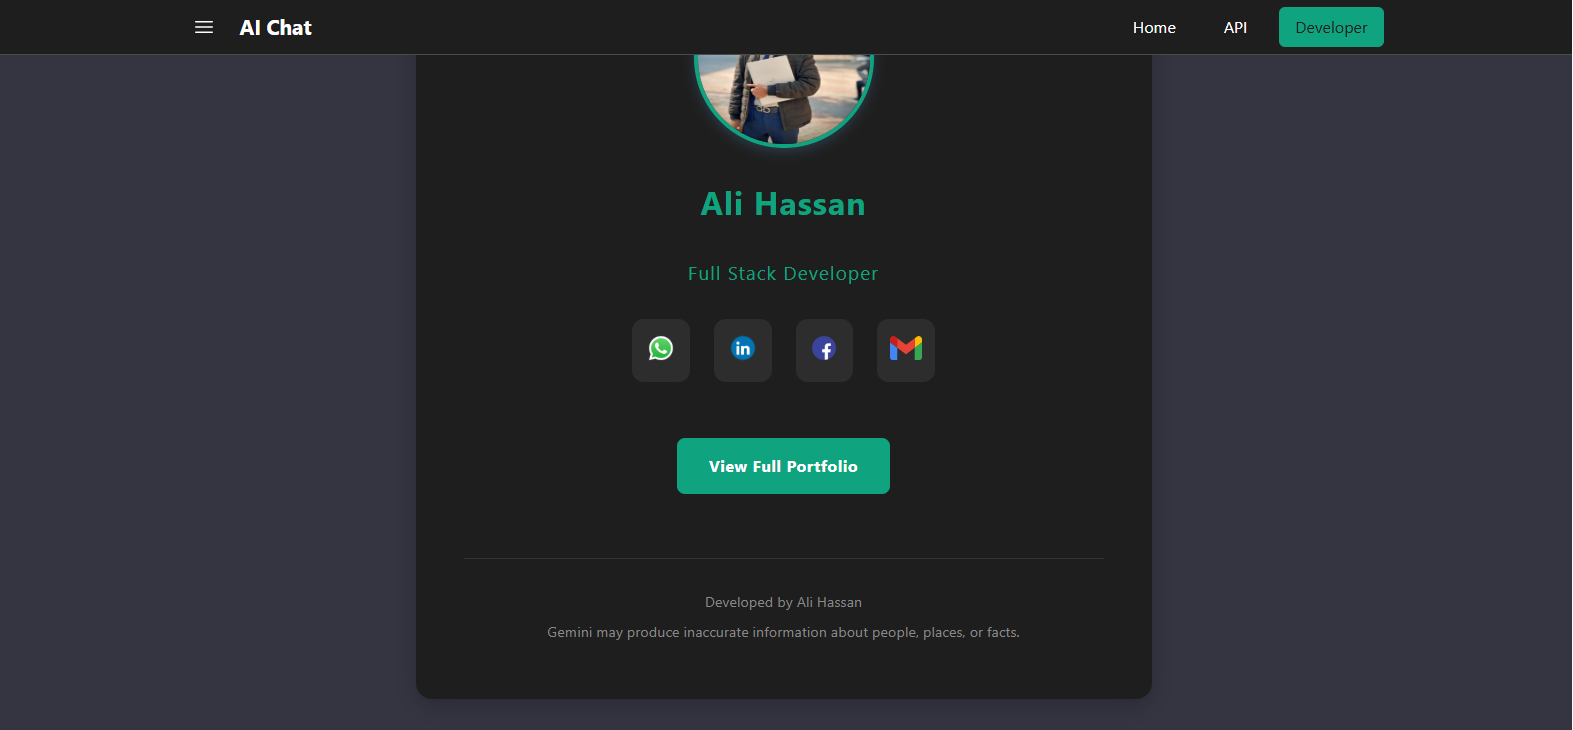 AI Chat
Home
API
Developer
Ali Hassan
Full Stack Developer
in
View Full Portfolio
Developed by Ali Hassan
Gemini may produce inaccurate information about people, places, or facts.